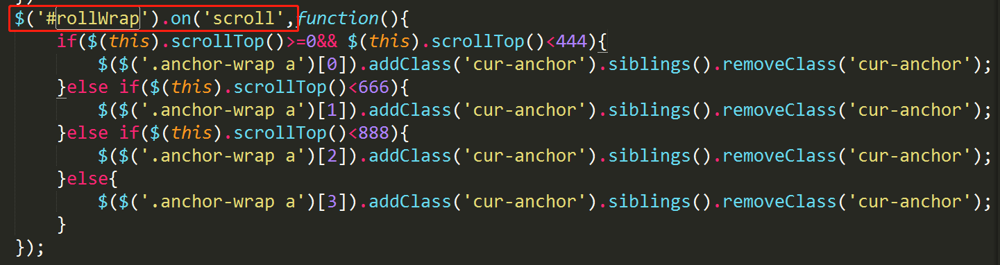 });
$('#rollWrap').on('scroll',function(){
    if($(this).scrollTop()>=0&& $(this).scrollTop()<444){
        $($('.anchor-wrap a')[0]).addClass('cur-anchor').siblings().removeClass('cur-anchor');
    }else if($(this).scrollTop()<666){
        $($('.anchor-wrap a')[1]).addClass('cur-anchor').siblings().removeClass('cur-anchor');
    }else if($(this).scrollTop()<888){
        $($('.anchor-wrap a')[2]).addClass('cur-anchor').siblings().removeClass('cur-anchor');
    }else{
        $($('.anchor-wrap a')[3]).addClass('cur-anchor').siblings().removeClass('cur-anchor');
    }
});